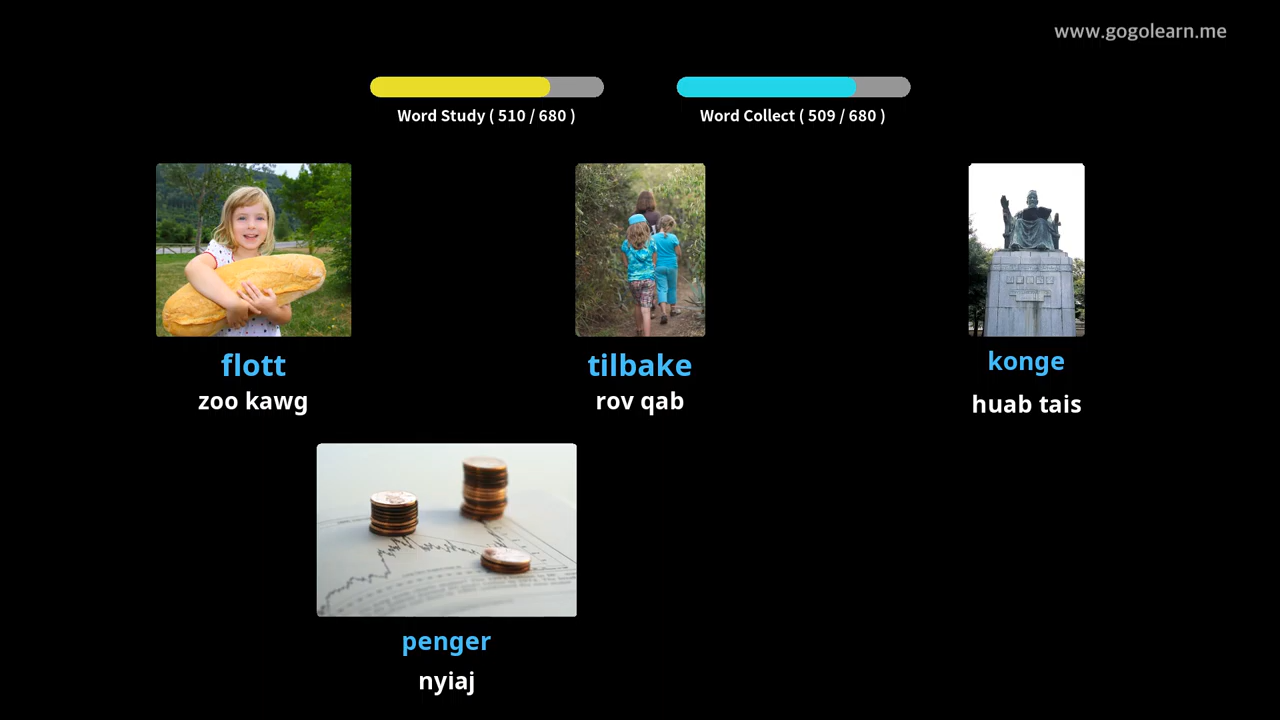 www.gogolearn.me
Word Study ( 510 / 680 )
Word Collect ( 509 / 680 )
flott
zoo kawg
tilbake
rov qab
konge
huab tais
penger
nyiaj